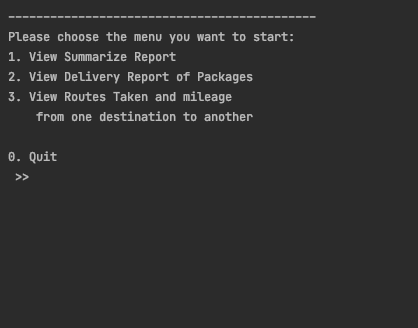 --------------------------------------------
Please choose the menu you want to start:
1. View Summarize Report
2. View Delivery Report of Packages
3. View Routes Taken and mileage
from one destination to another
0. Quit
>>